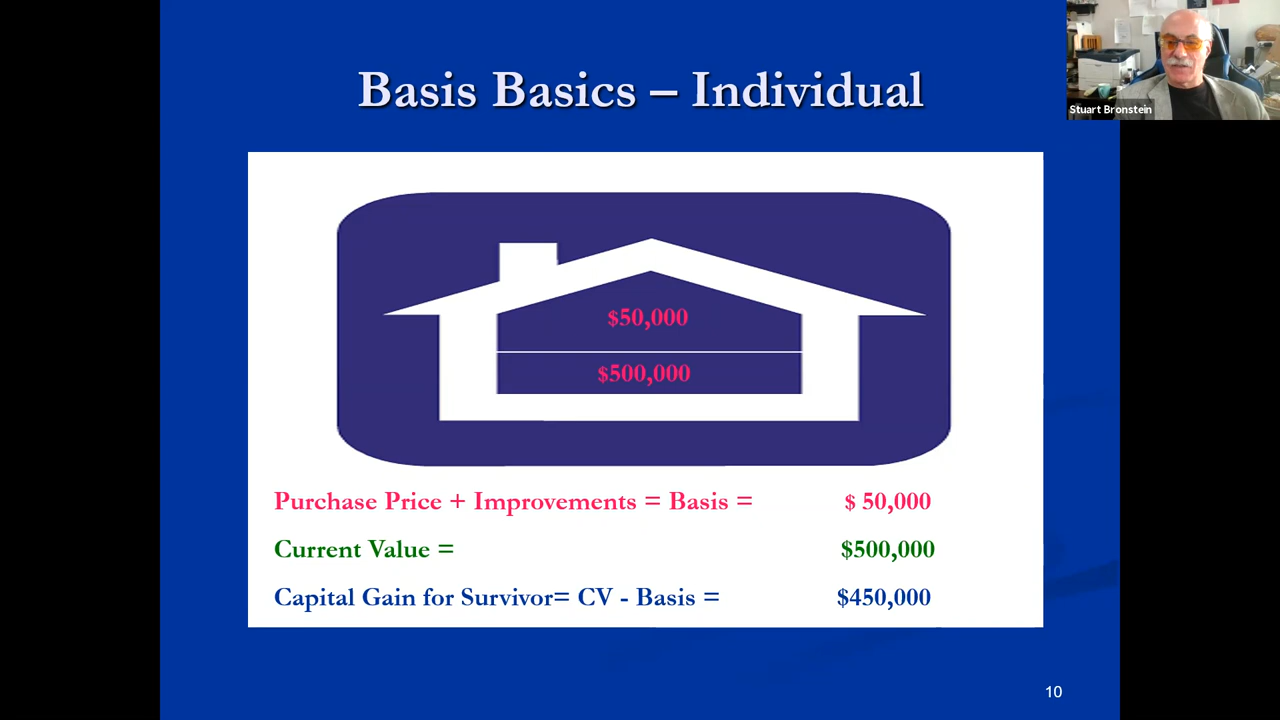 Basis Basics – Individual
Stuart Bronstein
$50,000
$500,000
Purchase Price + Improvements = Basis = $ 50,000
Current Value = $500,000
Capital Gain for Survivor= CV - Basis = $450,000
10